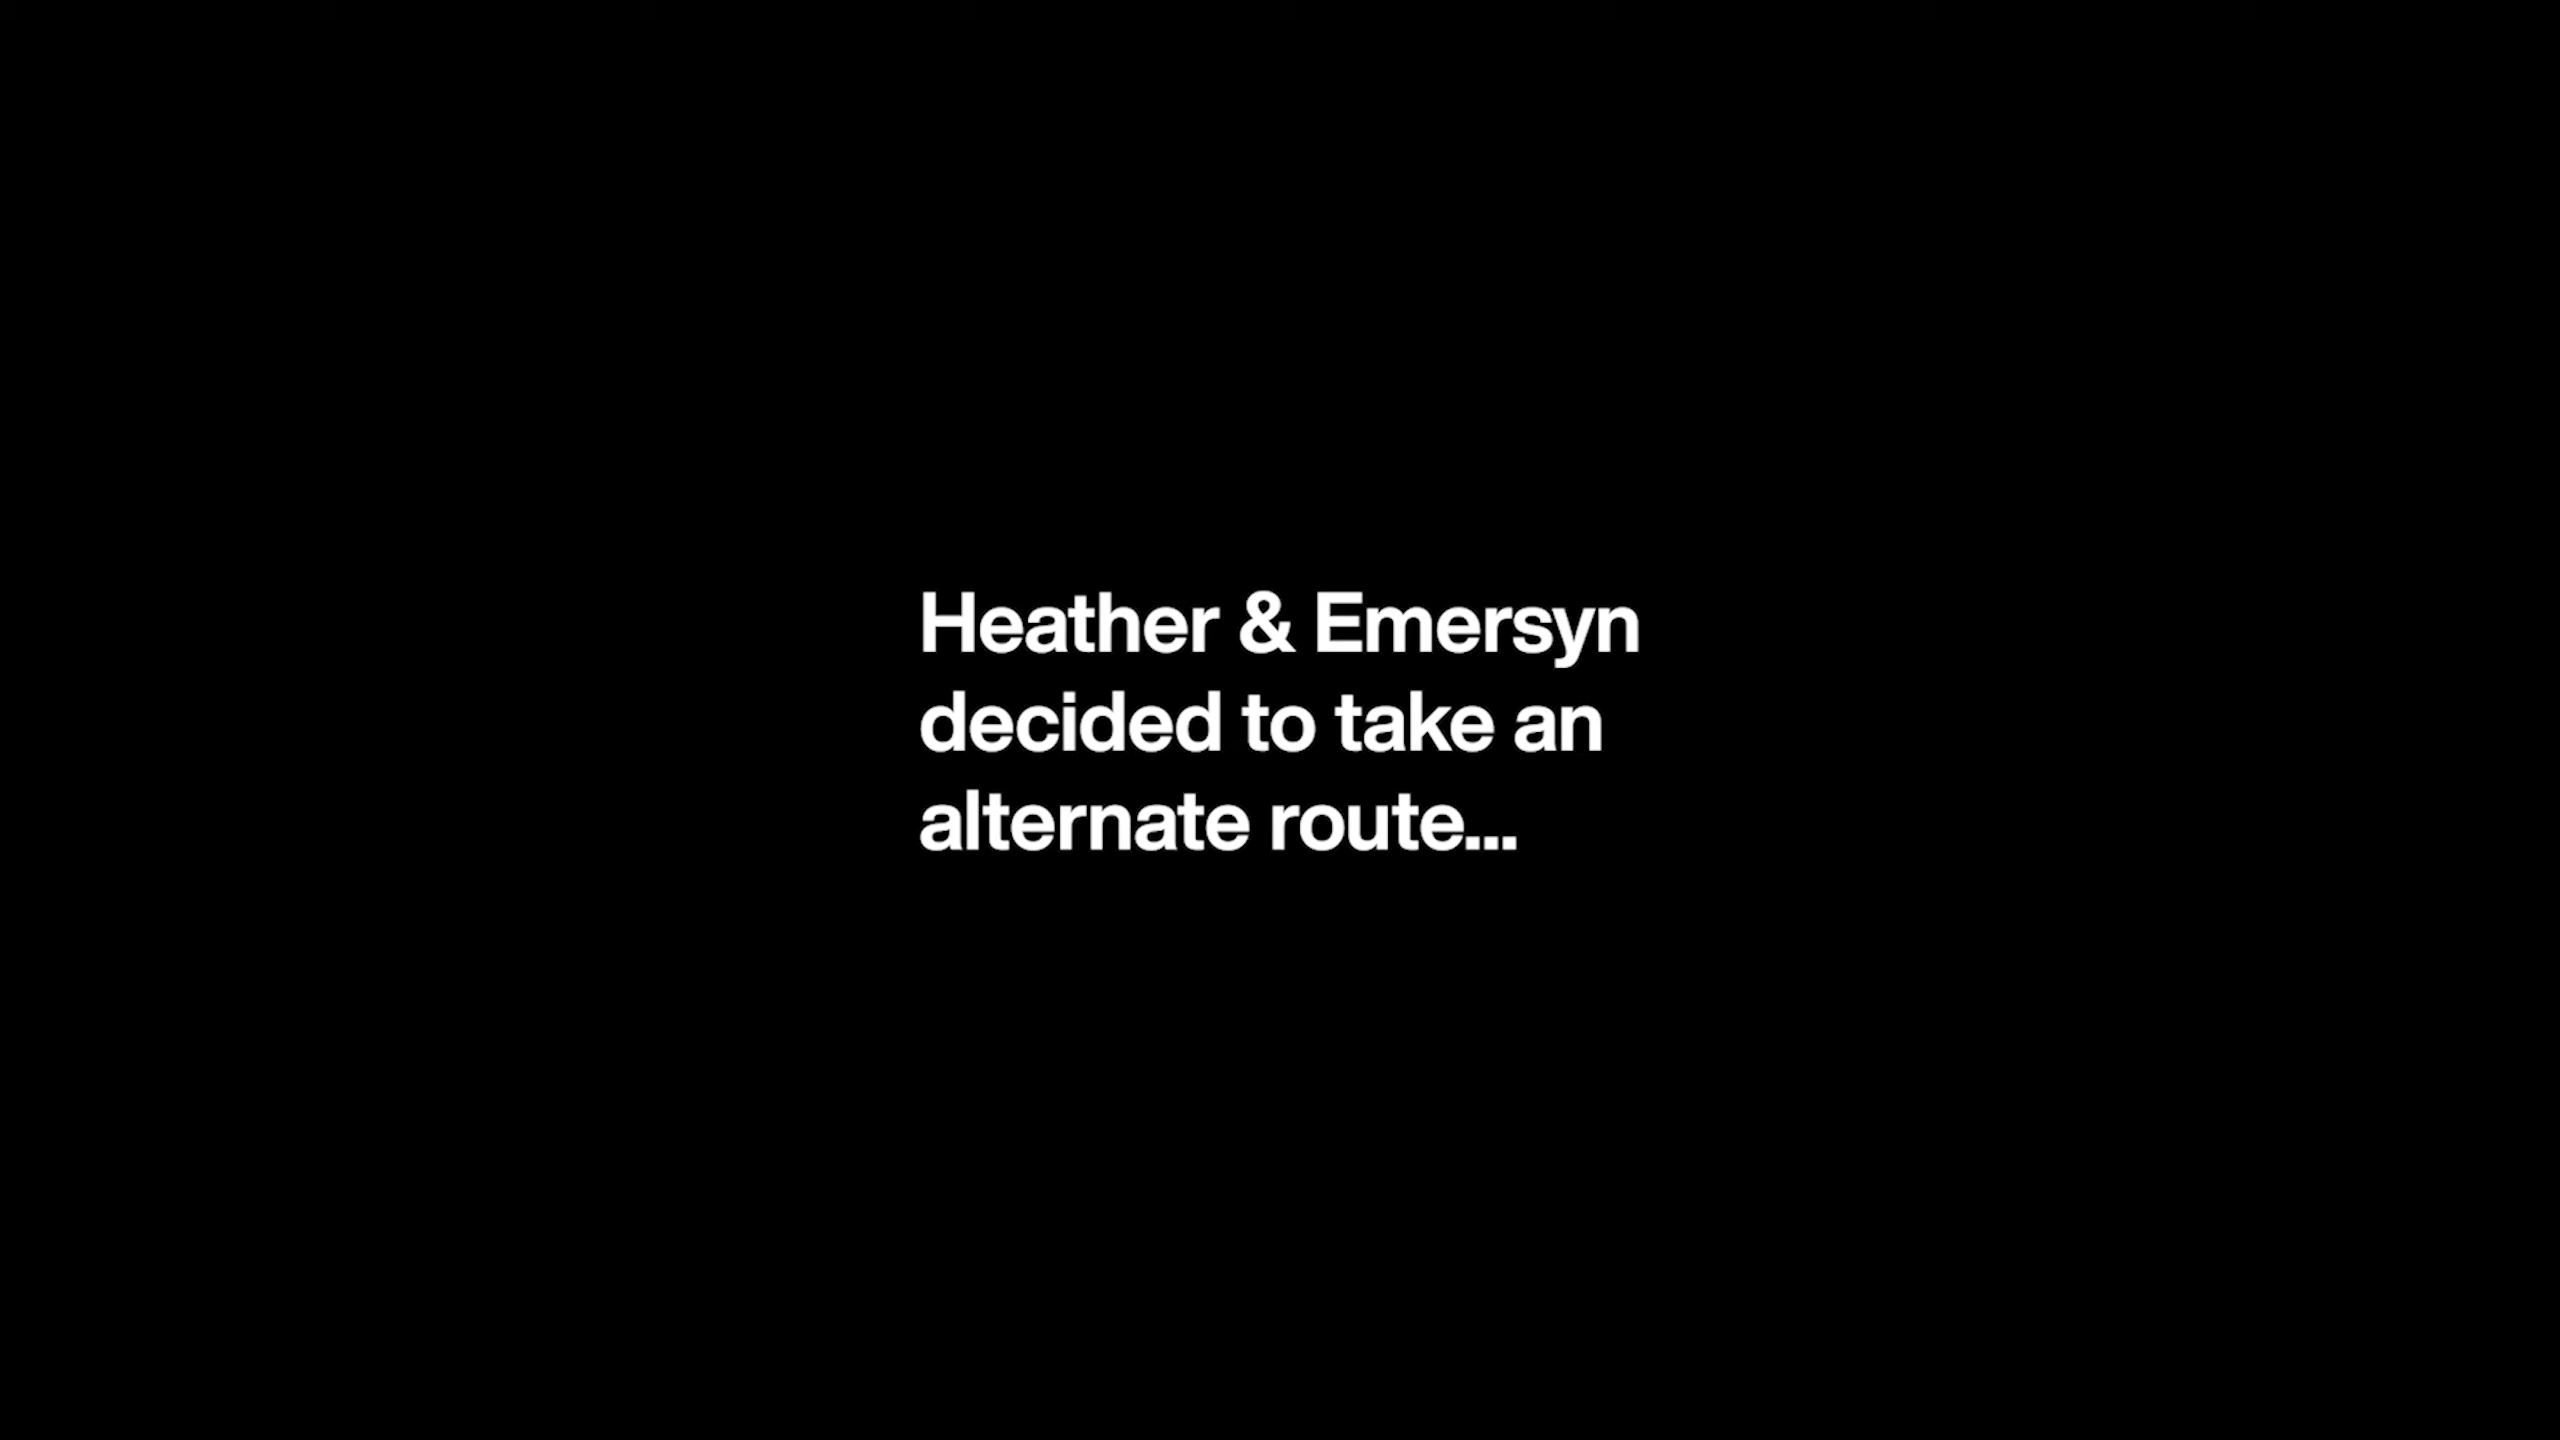 Heather & Emersyn
decided to take an
alternate route...